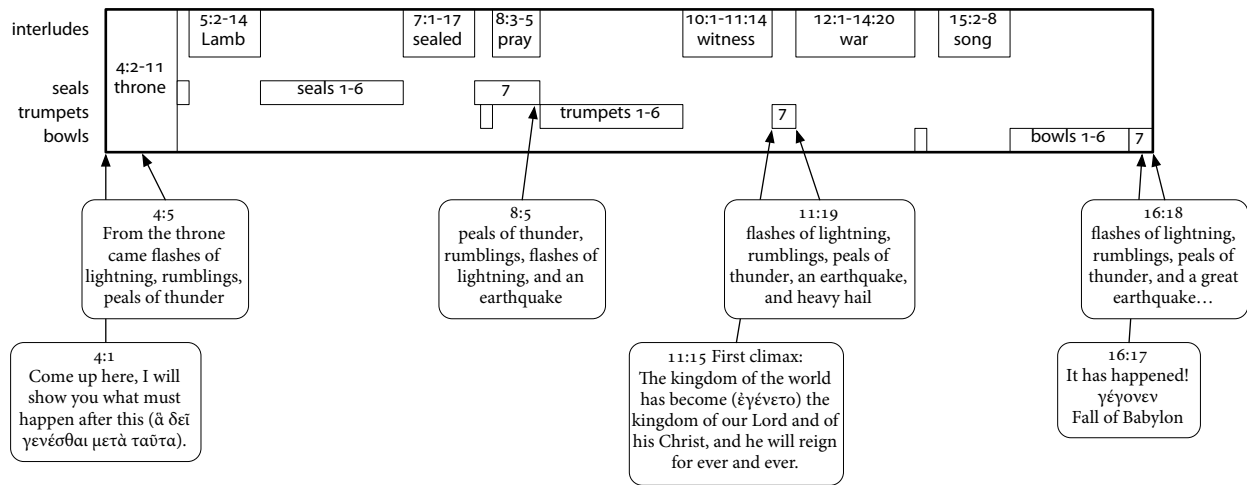 interludes
5:2-14
Lamb
7:1-17
sealed
8:3-5
pray
10:1-11:14
witness
12:1-14:20
war
15:2-8
song
4:2-11
throne
seals
seals 1-6
7
trumpets
trumpets 1-6
7
bowls
bowls 1-6
7
4:5
From the throne
came flashes of
lightning, rumblings,
peals of thunder
8:5
peals of thunder,
rumblings, flashes of
lightning, and an
earthquake
11:19
flashes of lightning,
rumblings, peals of
thunder, an earthquake,
and heavy hail
16:18
flashes of lightning,
rumblings, peals of
thunder, and a great
earthquake…
4:1
Come up here, I will
show you what must
happen after this (ἃ δεῖ
γενέσθαι μετὰ ταῦτα).
11:15 First climax:
The kingdom of the world
has become (ἐγένετο) the
kingdom of our Lord and of
his Christ, and he will reign
for ever and ever.
16:17
It has happened!
γέγονεν
Fall of Babylon